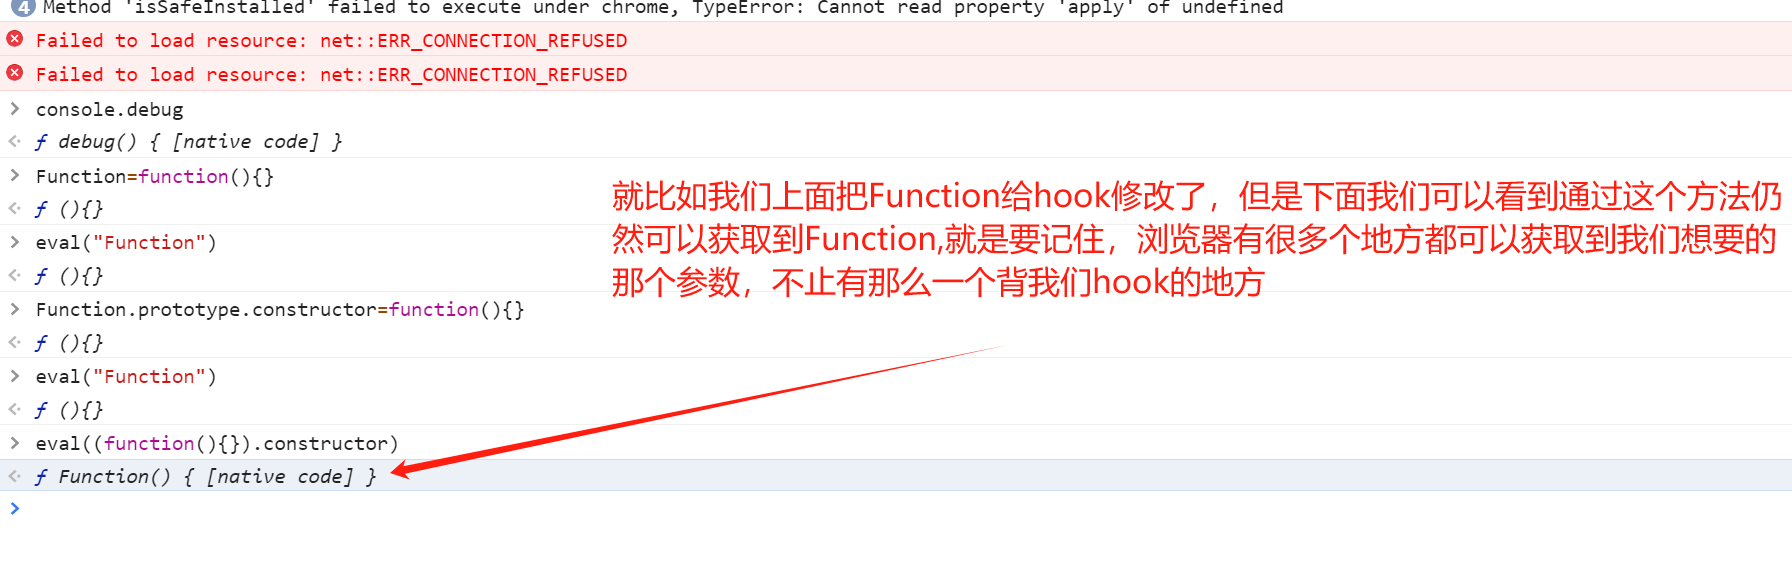 4 Method 'isSafeInstalled' failed to execute under chrome, TypeError: Cannot read property 'apply' of undefined
Failed to load resource: net::ERR_CONNECTION_REFUSED
Failed to load resource: net::ERR_CONNECTION_REFUSED
> console.debug
ƒ debug() { [native code] }
> Function=function(){}
ƒ (){}
> eval("Function")
ƒ (){}
> Function.prototype.constructor=function(){}
ƒ (){}
> eval("Function")
ƒ (){}
> eval((function(){}).constructor)
ƒ Function() { [native code] }
>
就比如我们上面把Function给hook修改了，但是下面我们可以看到通过这个方法仍
然可以获取到Function,就是要记住，浏览器有很多个地方都可以获取到我们想要的
那个参数，不止有那么一个背我们hook的地方